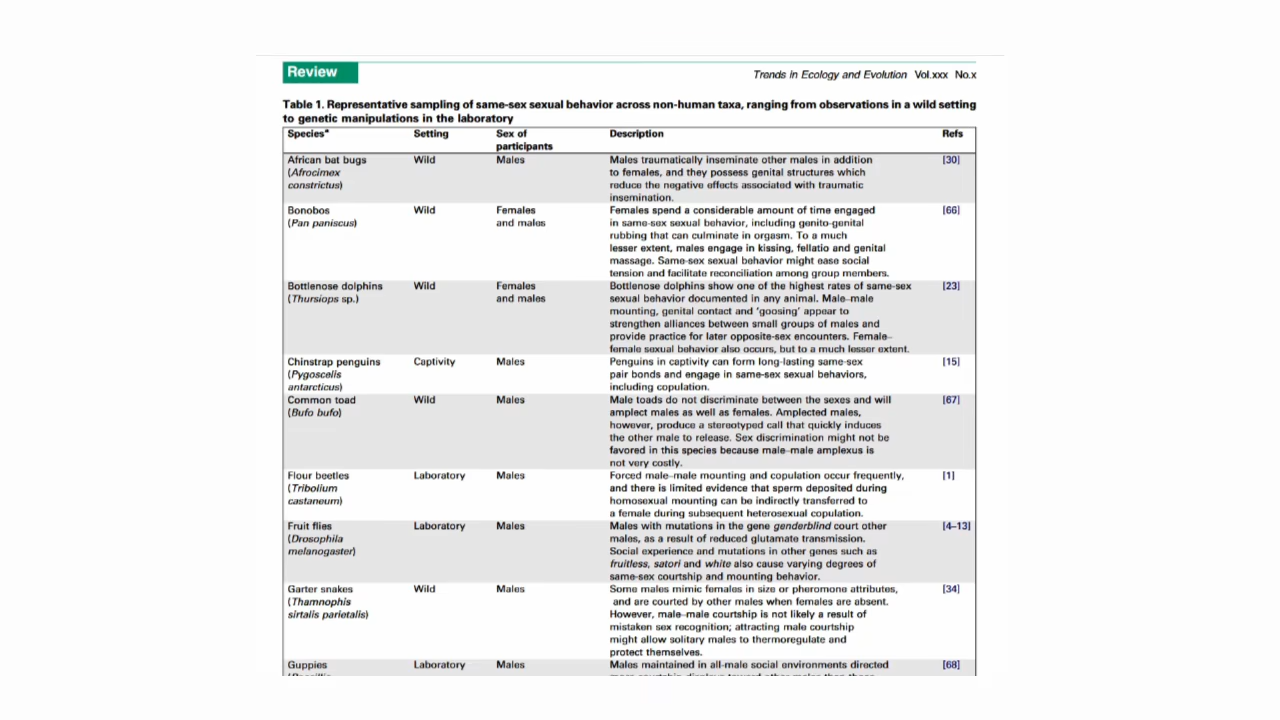 Review
Trends in Ecology and Evolution Vol.xxx No.x
Table 1. Representative sampling of same-sex sexual behavior across non-human taxa, ranging from observations in a wild setting
to genetic manipulations in the laboratory
Speciesª Setting Sex of participants Description Refs
African bat bugs Wild Males Males traumatically inseminate other males in addition [30]
(Afrocimex to females, and they possess genital structures which
constrictus) reduce the negative effects associated with traumatic
insemination.
Bonobos Wild Females Females spend a considerable amount of time engaged [66]
(Pan paniscus) and males in same-sex sexual behavior, including genito-genital
rubbing that can culminate in orgasm. To a much
lesser extent, males engage in kissing, fellatio and genital
massage. Same-sex sexual behavior might ease social
tension and facilitate reconciliation among group members.
Bottlenose dolphins Wild Females Bottlenose dolphins show one of the highest rates of same-sex [23]
(Thursiops sp.) and males sexual behavior documented in any animal. Male–male
mounting, genital contact and ‘goosing’ appear to
strengthen alliances between small groups of males and
provide practice for later opposite-sex encounters. Female–
female sexual behavior also occurs, but to a much lesser extent.
Chinstrap penguins Captivity Males Penguins in captivity can form long-lasting same-sex [15]
(Pygoscelis pair bonds and engage in same-sex sexual behaviors,
antarcticus) including copulation.
Common toad Wild Males Male toads do not discriminate between the sexes and will [67]
(Bufo bufo) amplect males as well as females. Amplected males,
however, produce a stereotyped call that quickly induces
the other male to release. Sex discrimination might not be
favored in this species because male–male amplexus is
not very costly.
Flour beetles Laboratory Males Forced male–male mounting and copulation occur frequently, [1]
(Tribolium and there is limited evidence that sperm deposited during
castaneum) homosexual mounting can be indirectly transferred to
a female during subsequent heterosexual copulation.
Fruit flies Laboratory Males Males with mutations in the gene genderblind court other [4–13]
(Drosophila males, as a result of reduced glutamate transmission.
melanogaster) Social experience and mutations in other genes such as
fruitless, satori and white also cause varying degrees of
same-sex courtship and mounting behavior.
Garter snakes Wild Males Some males mimic females in size or pheromone attributes, [34]
(Thamnophis and are courted by other males when females are absent.
sirtalis parietalis) However, male–male courtship is not likely a result of
mistaken sex recognition; attracting male courtship
might allow solitary males to thermoregulate and
protect themselves.
Guppies Laboratory Males Males maintained in all-male social environments directed [68]